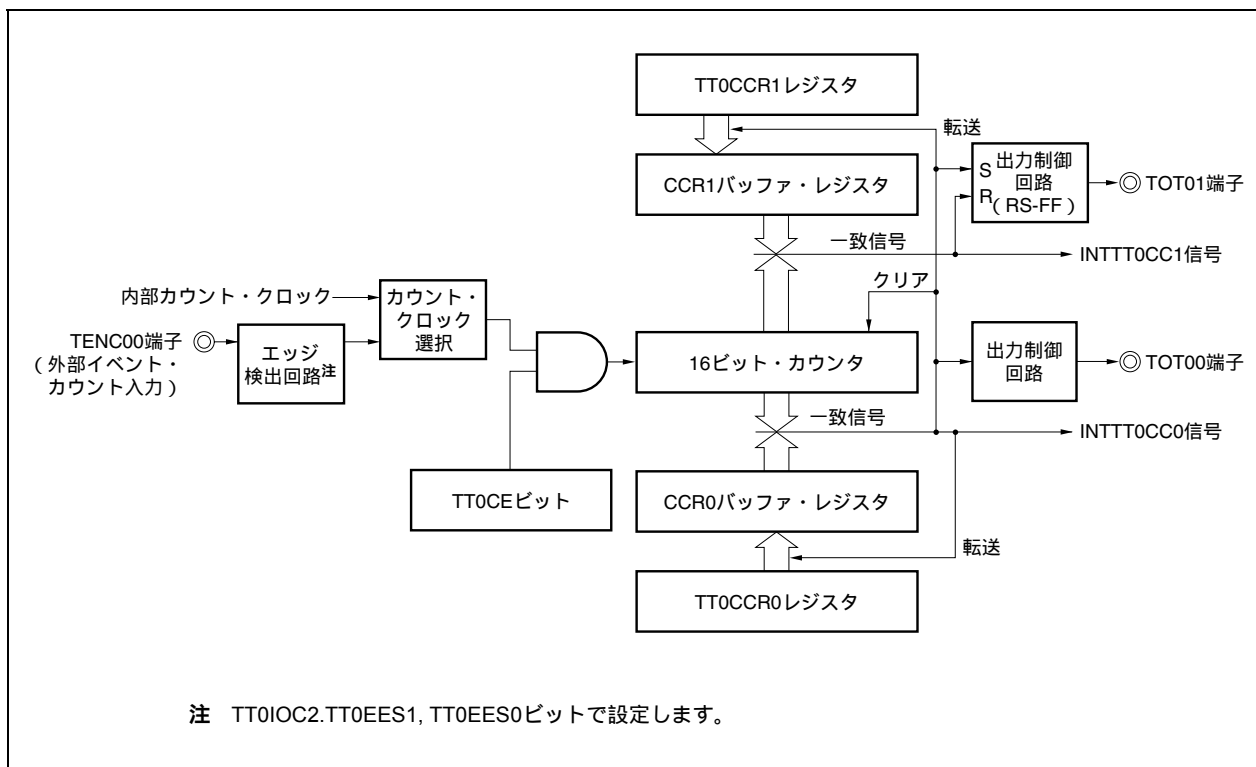 TT0CCR1レジスタ
転送
CCR1バッファ・レジスタ
S
R
出力制御
回路
（RS-FF）
TOT01端子
一致信号
INTTT0CC1信号
クリア
内部カウント・クロック
カウント・
クロック
選択
TENC00端子
（外部イベント・
カウント入力）
エッジ
検出回路注
16ビット・カウンタ
出力制御
回路
TOT00端子
一致信号
INTTT0CC0信号
TT0CEビット
CCR0バッファ・レジスタ
転送
TT0CCR0レジスタ
注 TT0IOC2.TT0EES1, TT0EES0ビットで設定します。